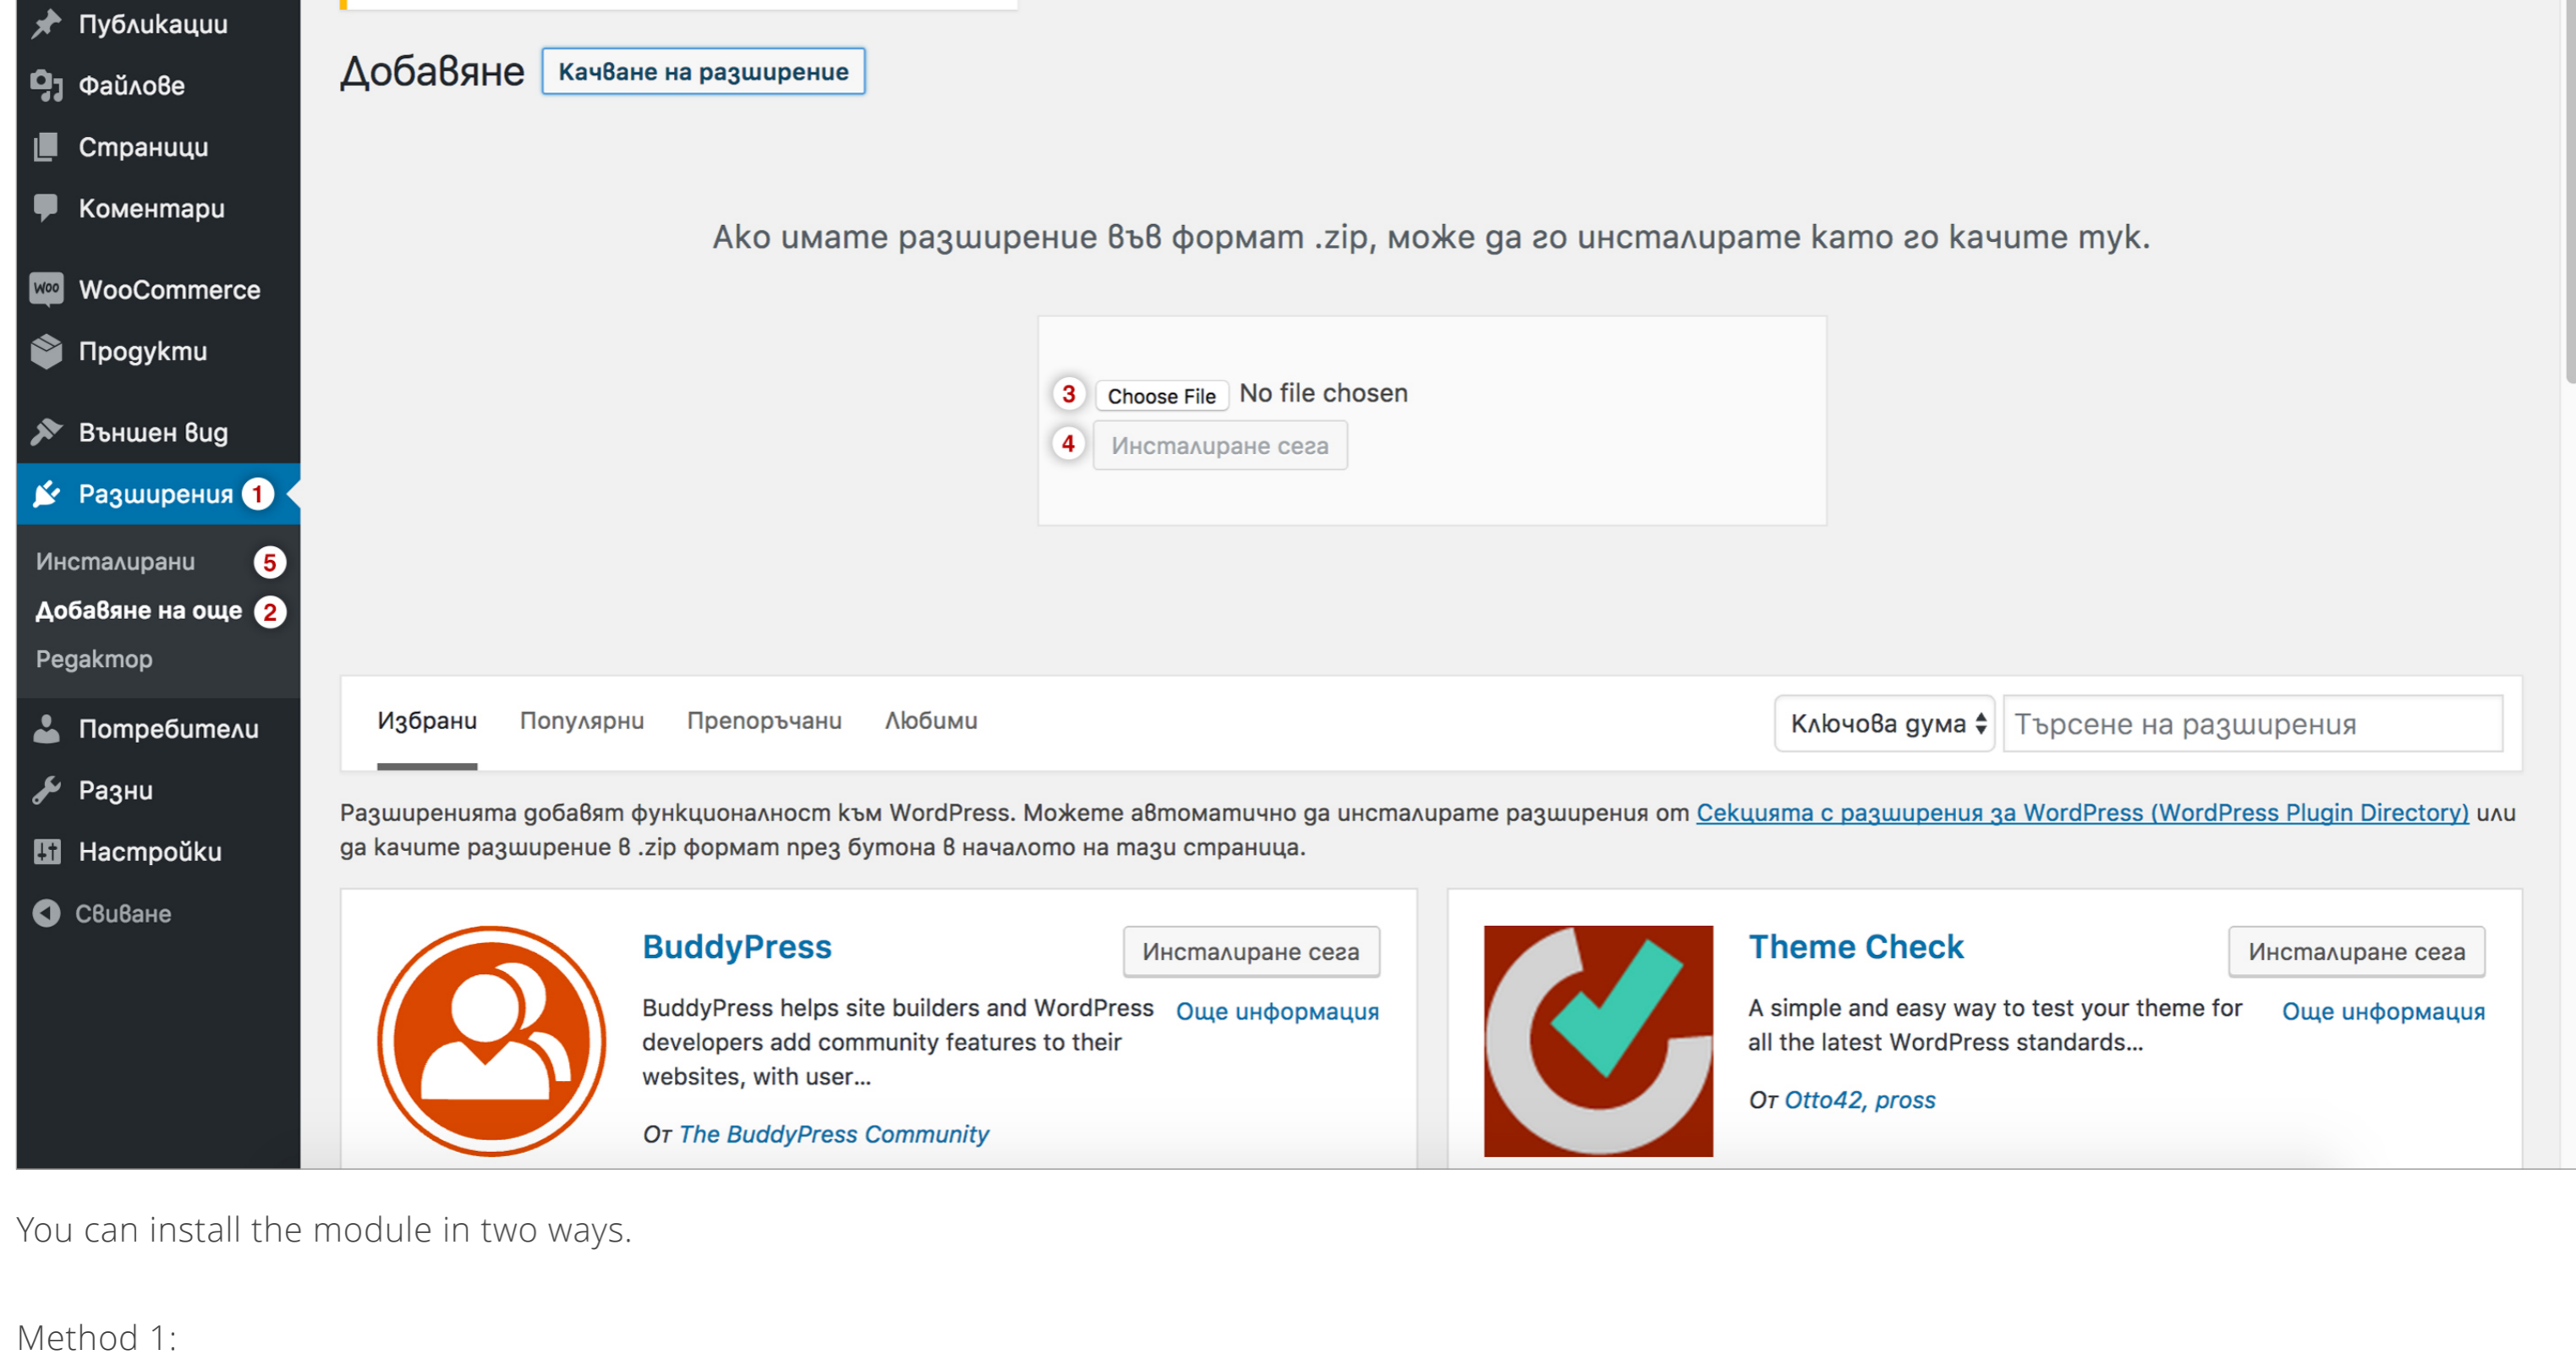 Публикации
Файлове
Страници
Коментари
WooCommerce
Продукти
Външен вид
Разширения 1
Инсталирани 5
Добавяне на още 2
Редактор
Потребители
Разни
Настройки
Свиване
Добавяне Качване на разширение
Ако имате разширение във формат .zip, може да го инсталирате като го качите тук.
3 Choose File No file chosen
4 Инсталиране сега
Избрани Популярни Препоръчани Любими Ключова дума Търсене на разширения
Разширенията добавят функционалност към WordPress. Можете автоматично да инсталирате разширения от Секцията с разширения за WordPress (WordPress Plugin Directory) или
да качите разширение в .zip формат през бутона в началото на тази страница.
BuddyPress
Инсталиране сега
Още информация
BuddyPress helps site builders and WordPress
developers add community features to their
websites, with user...
От The BuddyPress Community
Theme Check
Инсталиране сега
Още информация
A simple and easy way to test your theme for
all the latest WordPress standards...
От Otto42, pross
You can install the module in two ways.
Method 1: